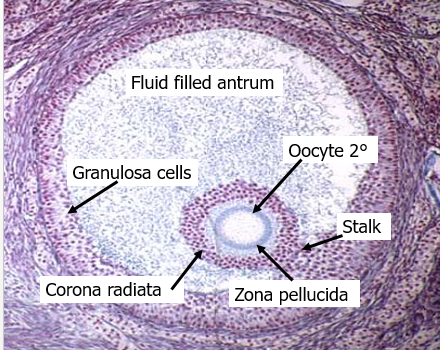 Fluid filled antrum
Oocyte 2°
Granulosa cells
Stalk
Corona radiata
Zona pellucida